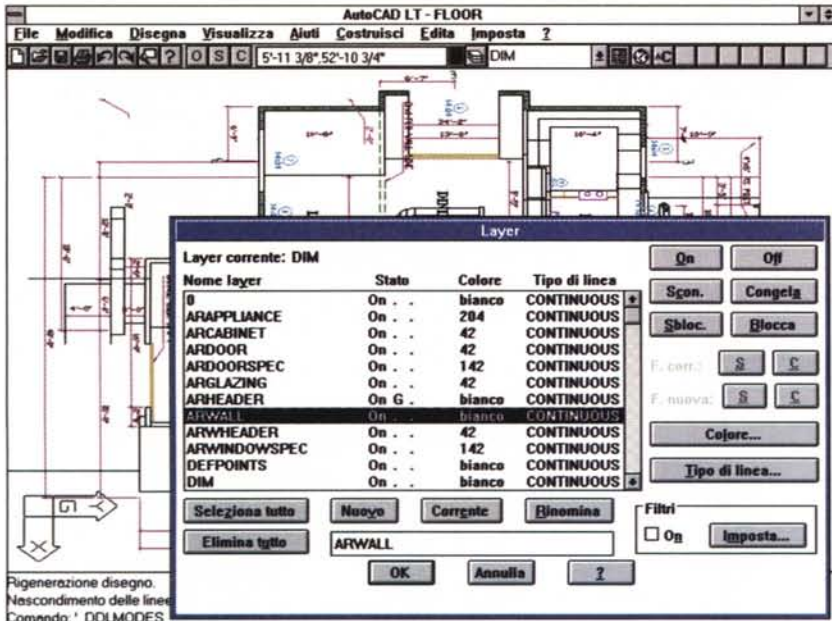 AutoCAD LT - FLOOR
File Modifica Disegna Visualizza Aiuti Costruisci Edita Imposta ?
? O S C 5'-11 3/8",52'-10 3/4" DIM
Layer
Layer corrente: DIM
Nome layer Stato Colore Tipo di linea
0 On . . bianco CONTINUOUS
ARAPPLIANCE On . . 204 CONTINUOUS
ARCABINET On . . 42 CONTINUOUS
ARDOOR On . . 42 CONTINUOUS
ARDOORSPEC On . . 142 CONTINUOUS
ARGLAZING On . . 42 CONTINUOUS
ARHEADER On G . bianco CONTINUOUS
ARWALL On . . bianco CONTINUOUS
ARWHEADER On . . 42 CONTINUOUS
ARWINDOWSPEC On . . 142 CONTINUOUS
DEFPOINTS On . . bianco CONTINUOUS
DIM On . . bianco CONTINUOUS
On Off
Scon. Congela
Sbloc. Blocca
F. corr.: S C
F. nuova: S C
Colore...
Tipo di linea...
Seleziona tutto Nuovo Corrente Rinomina
Elimina tutto ARWALL
Filtri
On Imposta...
OK Annulla ?
X
Y
G
Rigenerazione disegno.
Nascondimento delle linee
Comando: '_DDLMODES